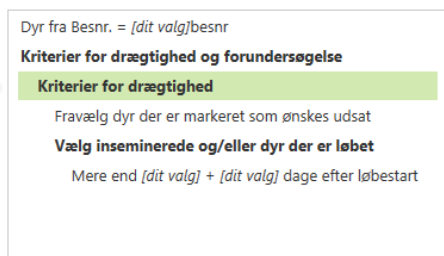 Dyr fra Besnr. = [dit valg]besnr
Kriterier for drægtighed og forundersøgelse
Kriterier for drægtighed
Fravælg dyr der er markeret som ønskes udsat
Vælg inseminerede og/eller dyr der er løbet
Mere end [dit valg] + [dit valg] dage efter løbestart